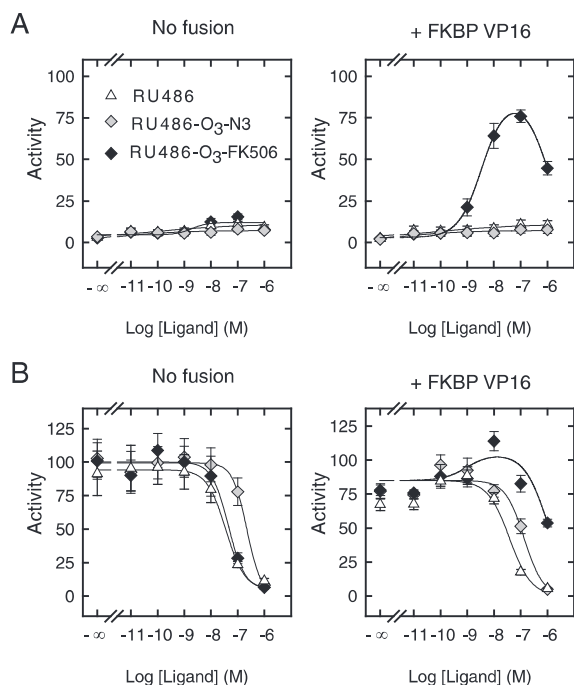 A
No fusion
+ FKBP VP16
Activity
100
75
50
25
0
△ RU486
RU486-O₃-N3
RU486-O₃-FK506
- ∞ -11 -10 -9 -8 -7 -6
Log [Ligand] (M)
Activity
100
75
50
25
0
- ∞ -11 -10 -9 -8 -7 -6
Log [Ligand] (M)
B
No fusion
+ FKBP VP16
Activity
125
100
75
50
25
0
- ∞ -11 -10 -9 -8 -7 -6
Log [Ligand] (M)
Activity
125
100
75
50
25
0
- ∞ -11 -10 -9 -8 -7 -6
Log [Ligand] (M)